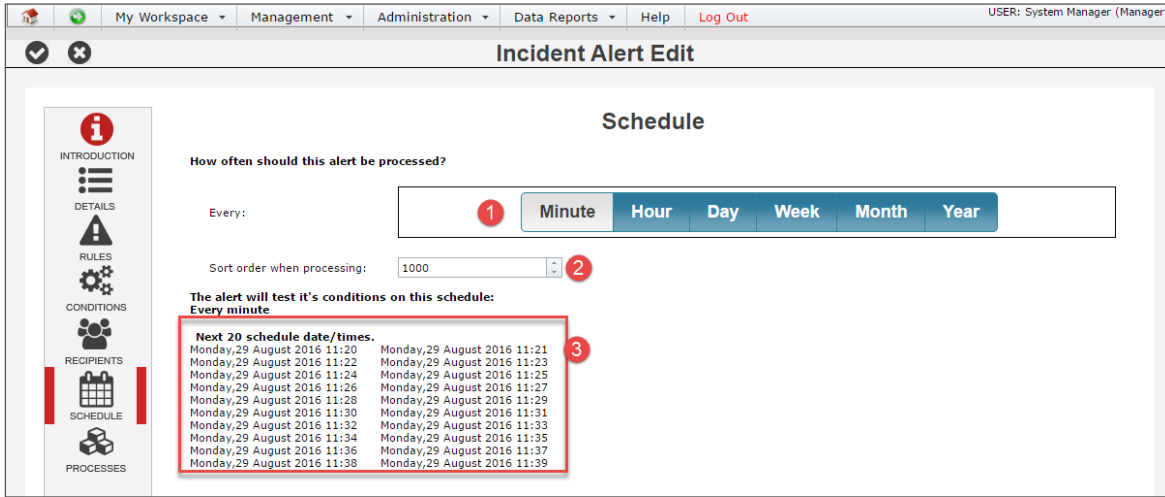 My Workspace Management Administration Data Reports Help Log Out USER: System Manager (Manager
Incident Alert Edit
Schedule
INTRODUCTION
How often should this alert be processed?
DETAILS
Every: 1 Minute Hour Day Week Month Year
RULES
Sort order when processing: 1000 2
CONDITIONS
The alert will test it's conditions on this schedule:
Every minute
Next 20 schedule date/times.
3
Monday,29 August 2016 11:20 Monday,29 August 2016 11:21
Monday,29 August 2016 11:22 Monday,29 August 2016 11:23
RECIPIENTS
Monday,29 August 2016 11:24 Monday,29 August 2016 11:25
Monday,29 August 2016 11:26 Monday,29 August 2016 11:27
Monday,29 August 2016 11:28 Monday,29 August 2016 11:29
Monday,29 August 2016 11:30 Monday,29 August 2016 11:31
SCHEDULE
Monday,29 August 2016 11:32 Monday,29 August 2016 11:33
Monday,29 August 2016 11:34 Monday,29 August 2016 11:35
Monday,29 August 2016 11:36 Monday,29 August 2016 11:37
Monday,29 August 2016 11:38 Monday,29 August 2016 11:39
PROCESSES